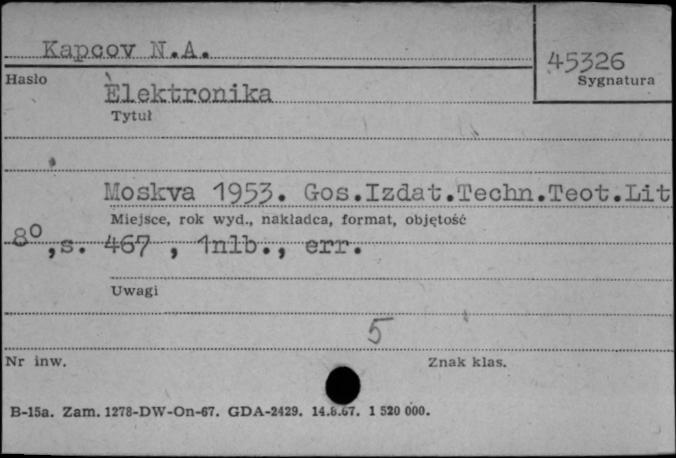 Kapcov N.A.
45326
Hasło
Sygnatura
Èlektronika
Tytuł
Moskva 1953. Gos.Izdat.Techn.Teot.Lit
Miejsce, rok wyd., nakładca, format, objętość
8°,s. 467 , 1nlb., err.
Uwagi
5
Nr inw.
Znak klas.
B-15a. Zam. 1278-DW-On-67. GDA-2429. 14.8.67. 1 520 000.